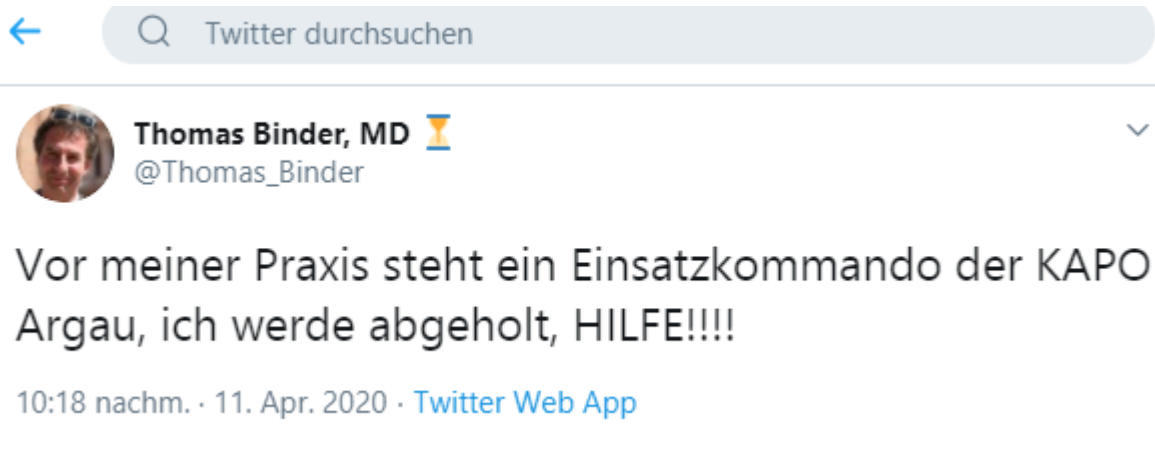 Twitter durchsuchen
Thomas Binder, MD ⏳
@Thomas_Binder
Vor meiner Praxis steht ein Einsatzkommando der KAPO
Argau, ich werde abgeholt, HILFE!!!!
10:18 nachm. · 11. Apr. 2020 · Twitter Web App